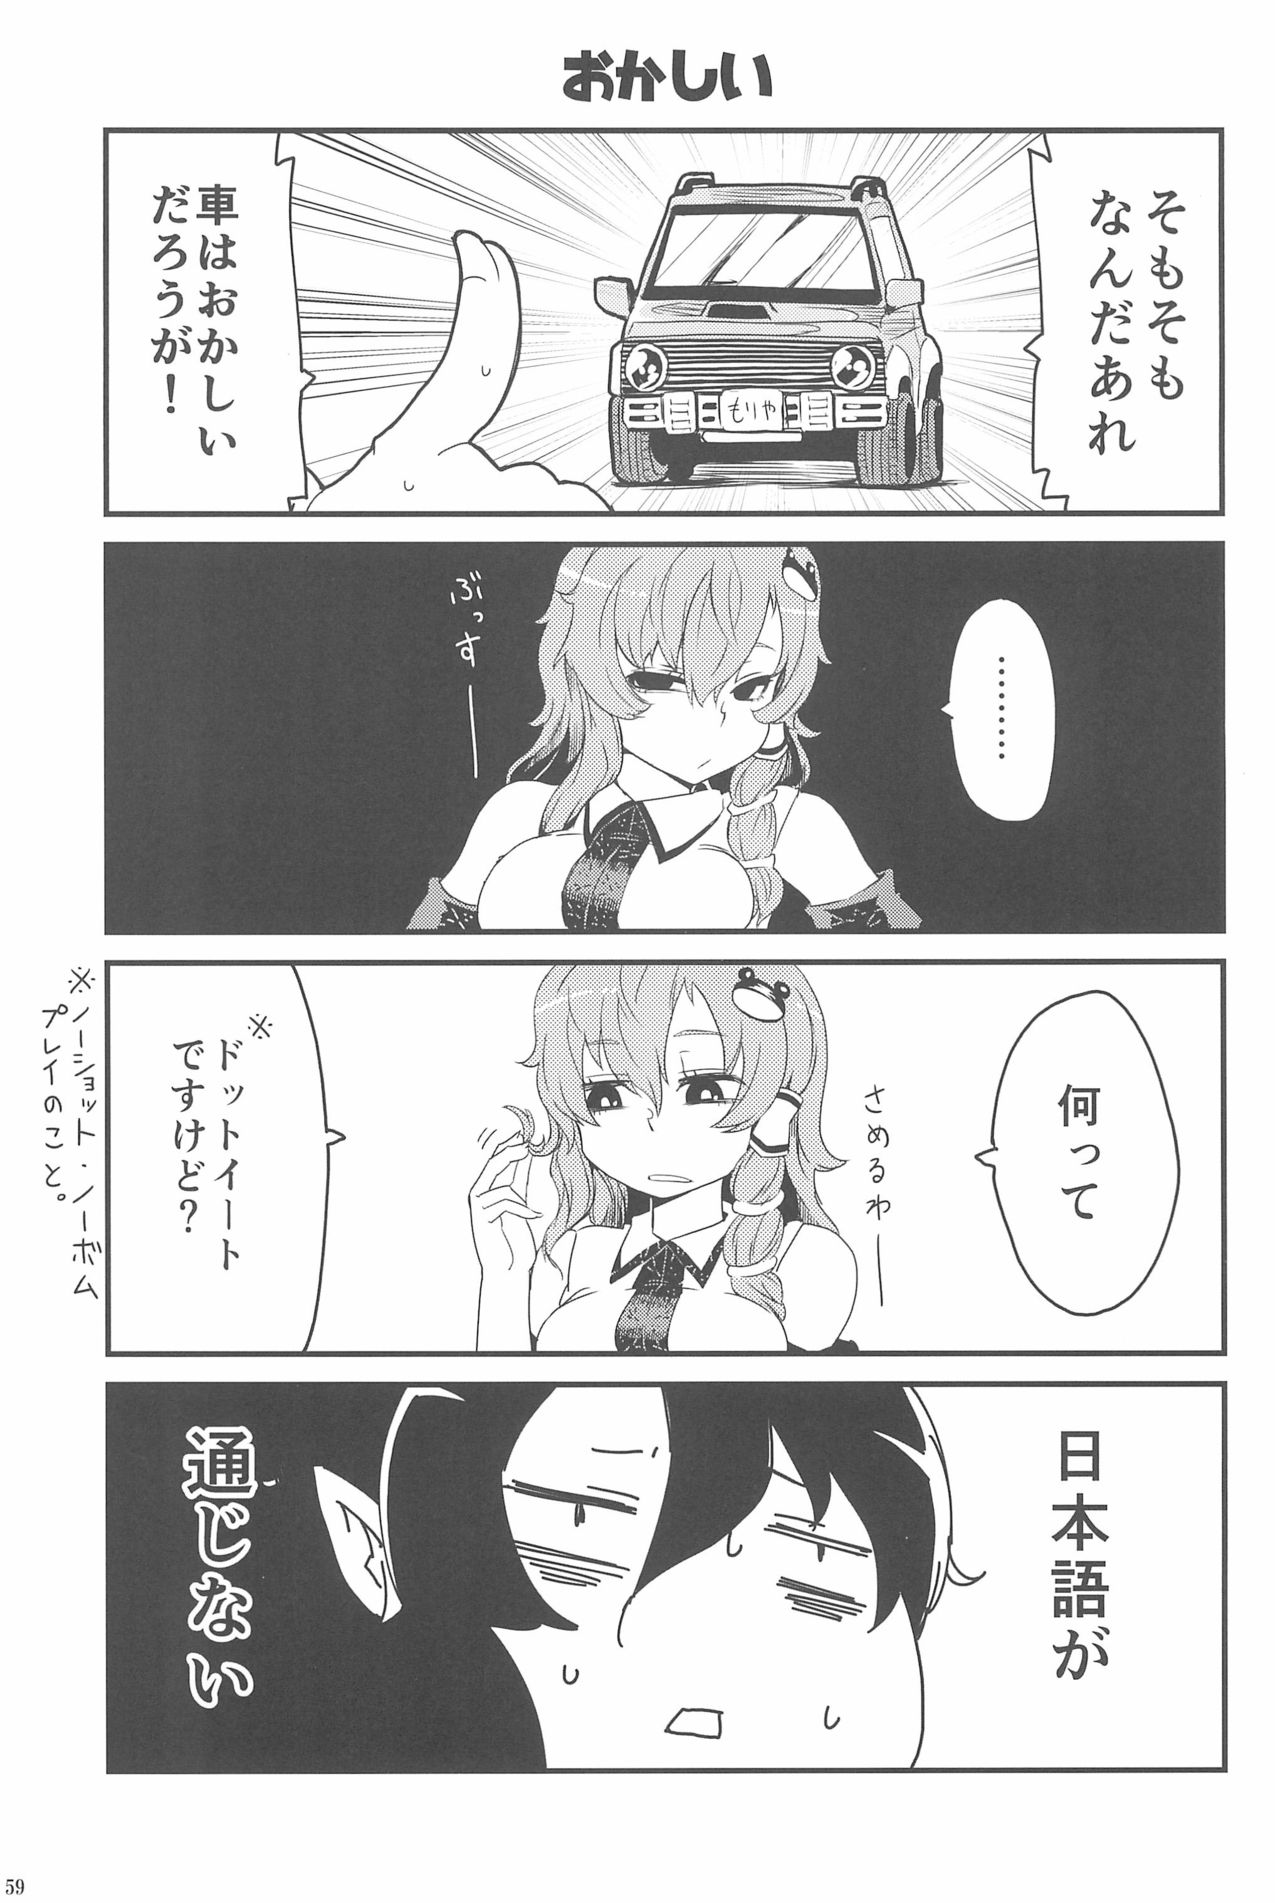 おかしい
そもそも
なんだあれ
車はおかしい
だろうが!
もりや
………
ぶっすー
何って
さめるわー
※
ドットイート
ですけど?
※ノーショット・ノーボム
プレイのこと。
日本語が
通じない
59